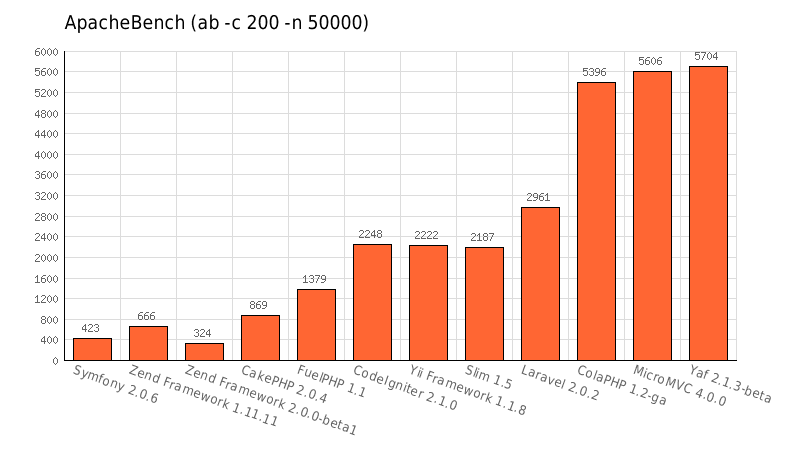 ApacheBench (ab -c 200 -n 50000)
6000
5600
5200
4800
4400
4000
3600
3200
2800
2400
2000
1600
1200
800
400
0
423
666
324
869
1379
2248
2222
2187
2961
5396
5606
5704
Symfony 2.0.6
Zend Framework 1.11.11
Zend Framework 2.0.0-beta1
CakePHP 2.0.4
FuelPHP 1.1
CodeIgniter 2.1.0
Yii Framework 1.1.8
Slim 1.5
Laravel 2.0.2
ColaPHP 1.2-ga
MicroMVC 4.0.0
Yaf 2.1.3-beta